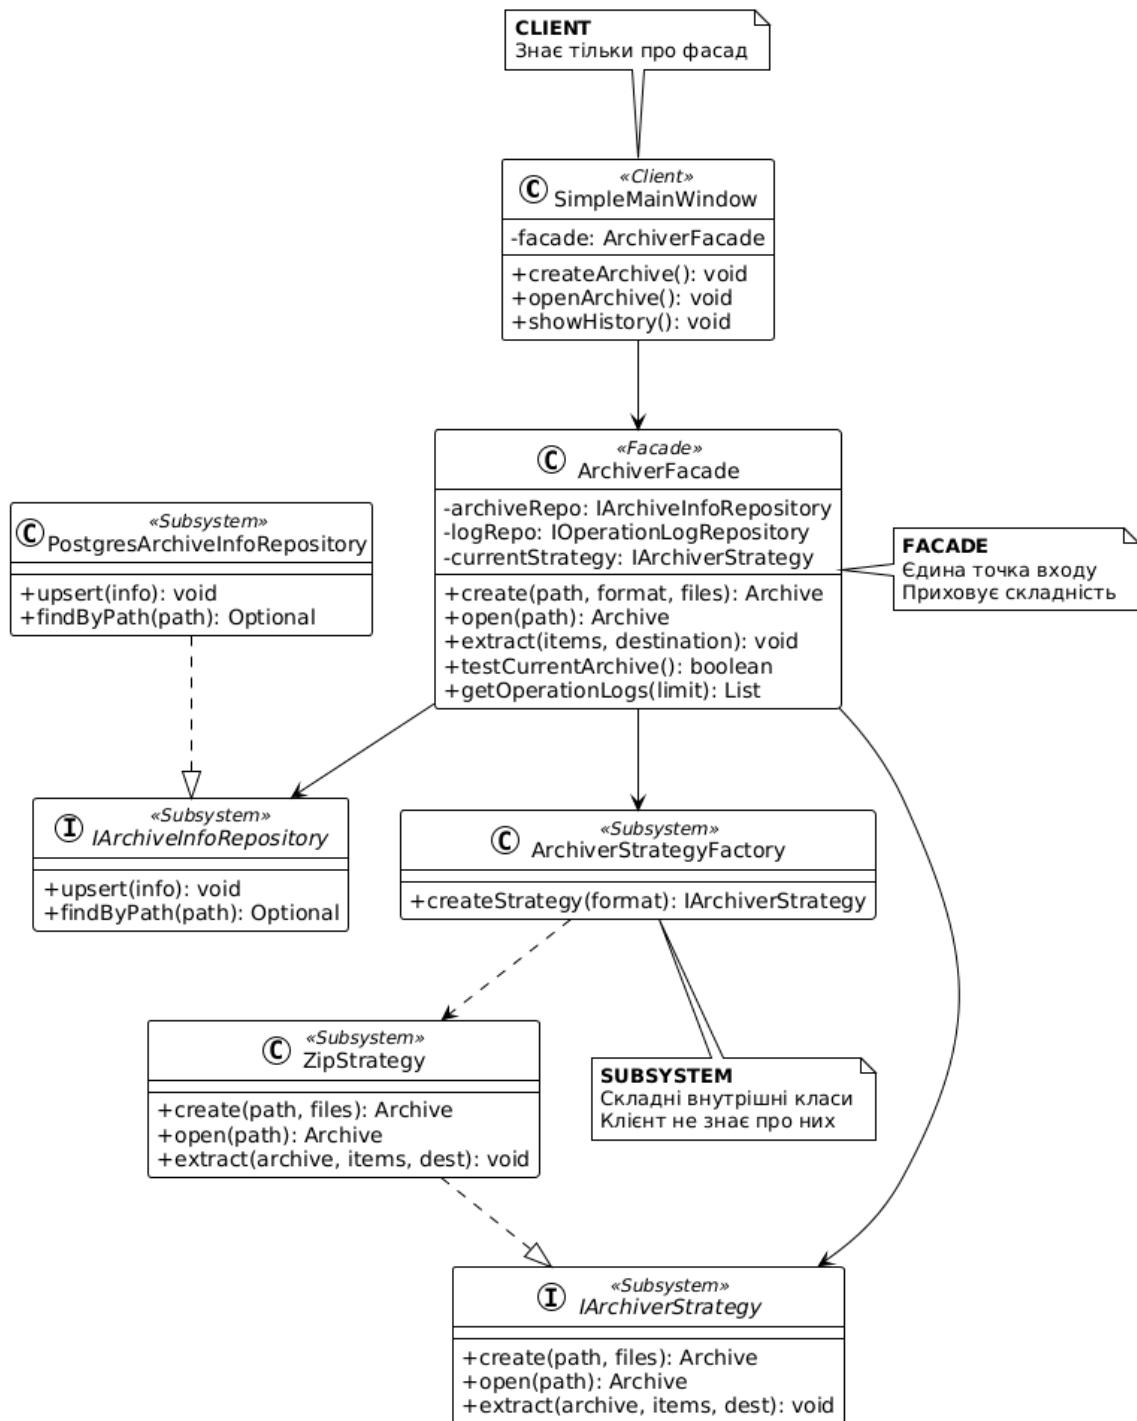 CLIENT
Знає тільки про фасад
«Client»
C
SimpleMainWindow
-facade: ArchiverFacade
+createArchive(): void
+openArchive(): void
+showHistory(): void
«Facade»
C
ArchiverFacade
-archiveRepo: IArchiveInfoRepository
-logRepo: IOperationLogRepository
-currentStrategy: IArchiverStrategy
+create(path, format, files): Archive
+open(path): Archive
+extract(items, destination): void
+testCurrentArchive(): boolean
+getOperationLogs(limit): List
FACADE
Єдина точка входу
Приховує складність
«Subsystem»
C
PostgresArchiveInfoRepository
+upsert(info): void
+findByPath(path): Optional
«Subsystem»
I
IArchiveInfoRepository
+upsert(info): void
+findByPath(path): Optional
«Subsystem»
C
ArchiverStrategyFactory
+createStrategy(format): IArchiverStrategy
«Subsystem»
C
ZipStrategy
+create(path, files): Archive
+open(path): Archive
+extract(archive, items, dest): void
SUBSYSTEM
Складні внутрішні класи
Клієнт не знає про них
«Subsystem»
I
IArchiverStrategy
+create(path, files): Archive
+open(path): Archive
+extract(archive, items, dest): void